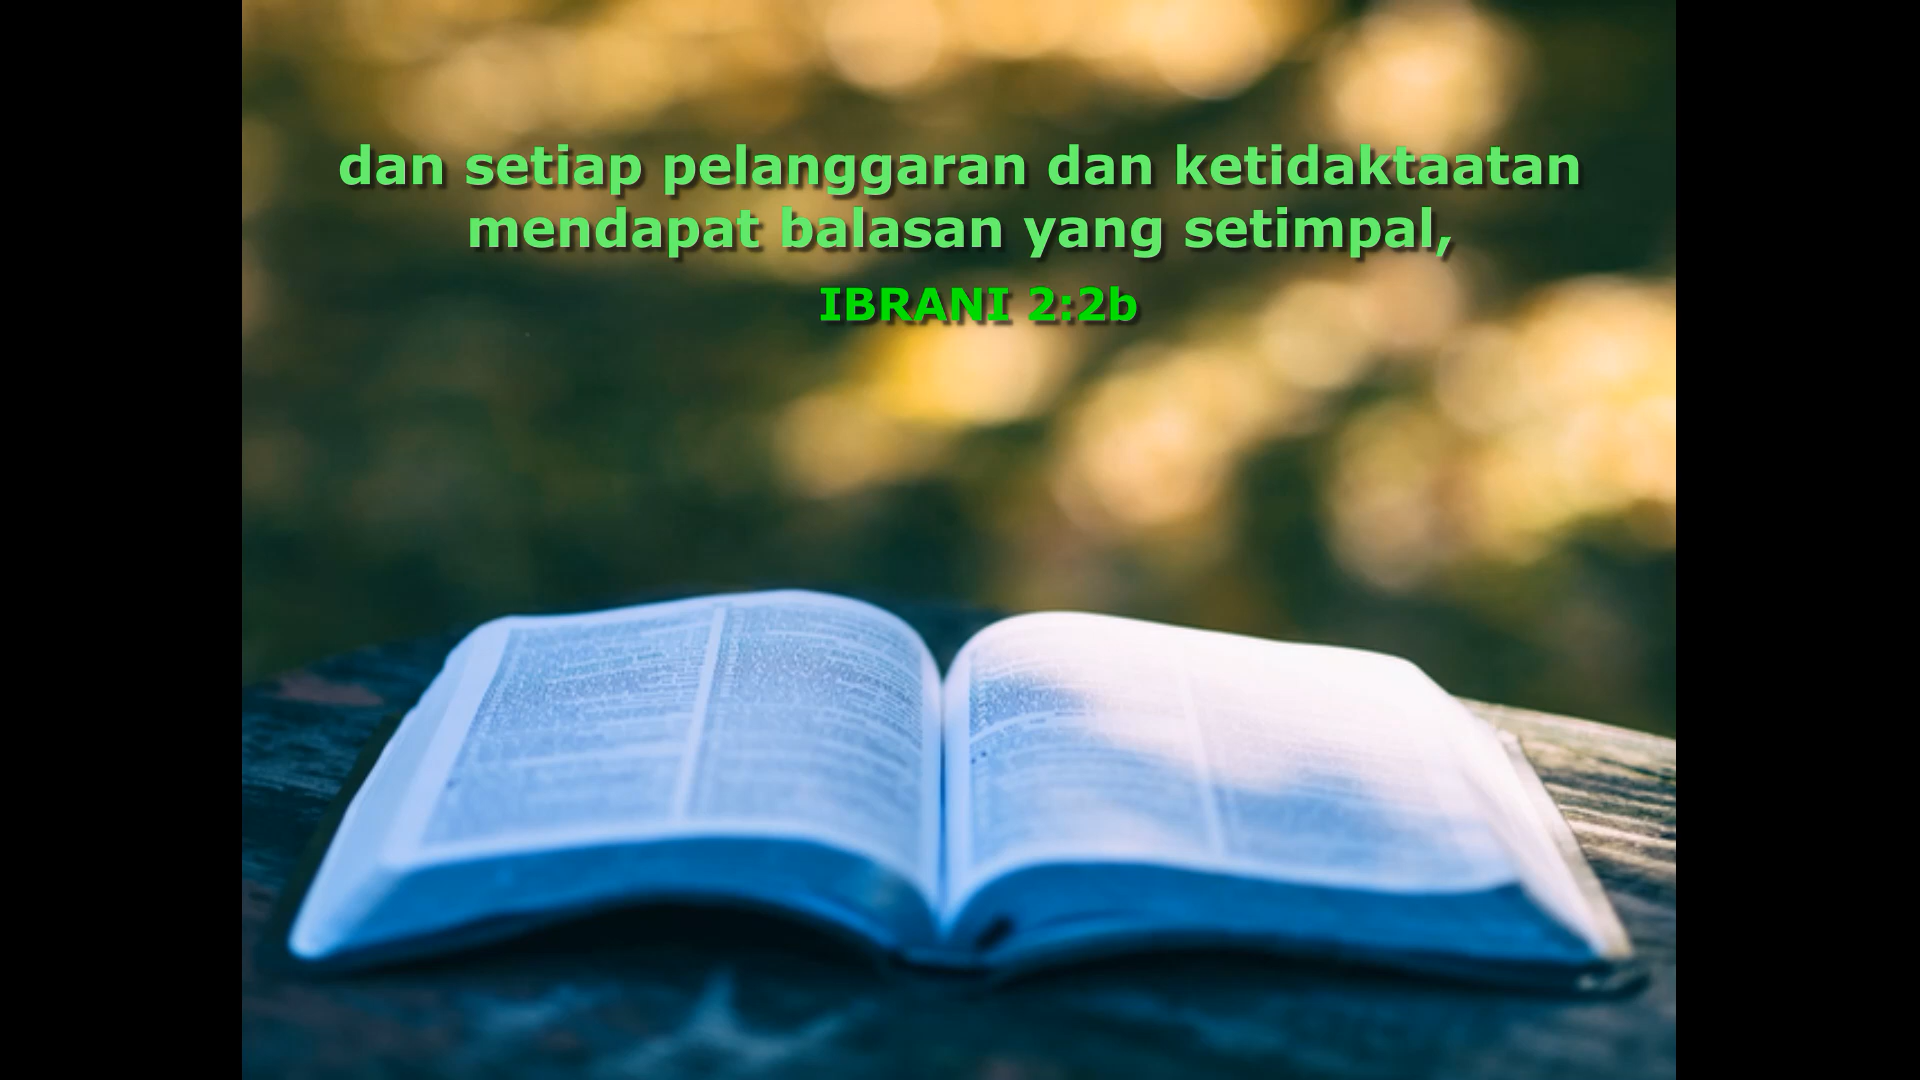 dan setiap pelanggaran dan ketidaktaatan
mendapat balasan yang setimpal,
IBRANI 2:2b